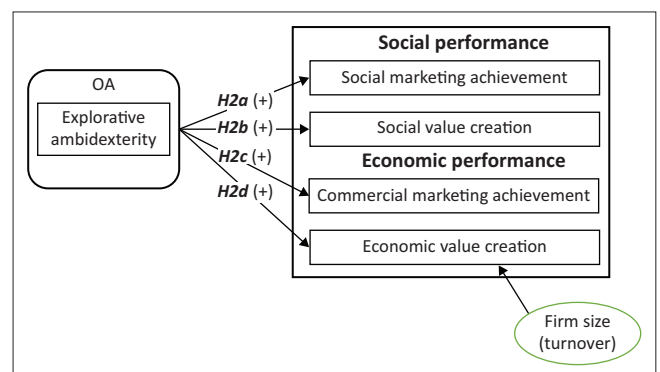 Social performance
OA
Social marketing achievement
Explorative
ambidexterity
H2a (+)
H2b (+)
Social value creation
H2c (+)
Economic performance
H2d (+)
Commercial marketing achievement
Economic value creation
Firm size
(turnover)